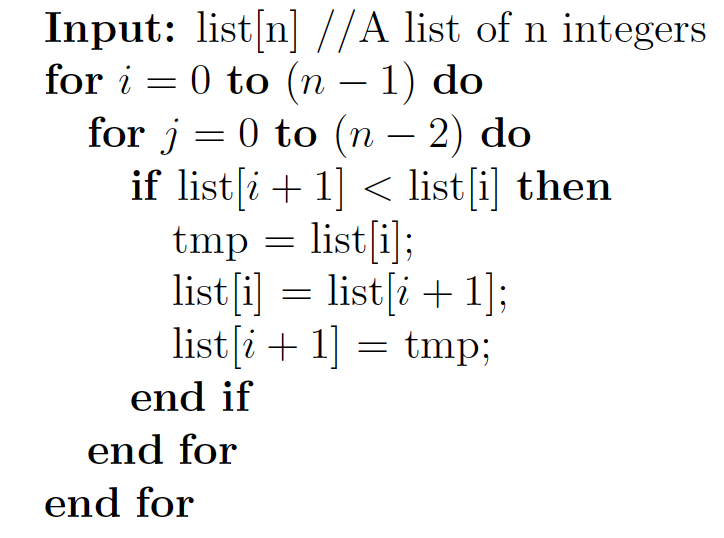 Input: list[n] //A list of n integers
for i = 0 to (n − 1) do
for j = 0 to (n − 2) do
if list[i + 1] < list[i] then
tmp = list[i];
list[i] = list[i + 1];
list[i + 1] = tmp;
end if
end for
end for